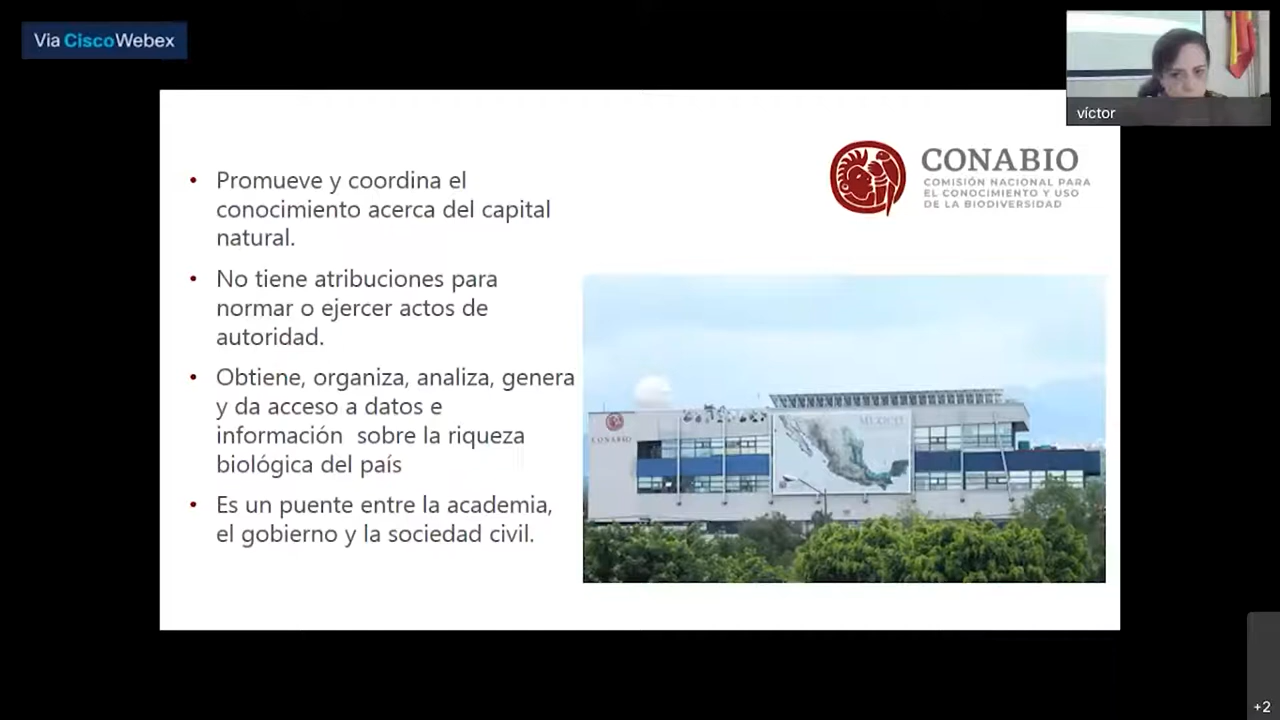 Via CiscoWebex
víctor
CONABIO
COMISIÓN NACIONAL PARA
EL CONOCIMIENTO Y USO
DE LA BIODIVERSIDAD
• Promueve y coordina el
conocimiento acerca del capital
natural.
• No tiene atribuciones para
normar o ejercer actos de
autoridad.
• Obtiene, organiza, analiza, genera
y da acceso a datos e
información sobre la riqueza
biológica del país
• Es un puente entre la academia,
el gobierno y la sociedad civil.
CONABIO
MÉXICO
+2